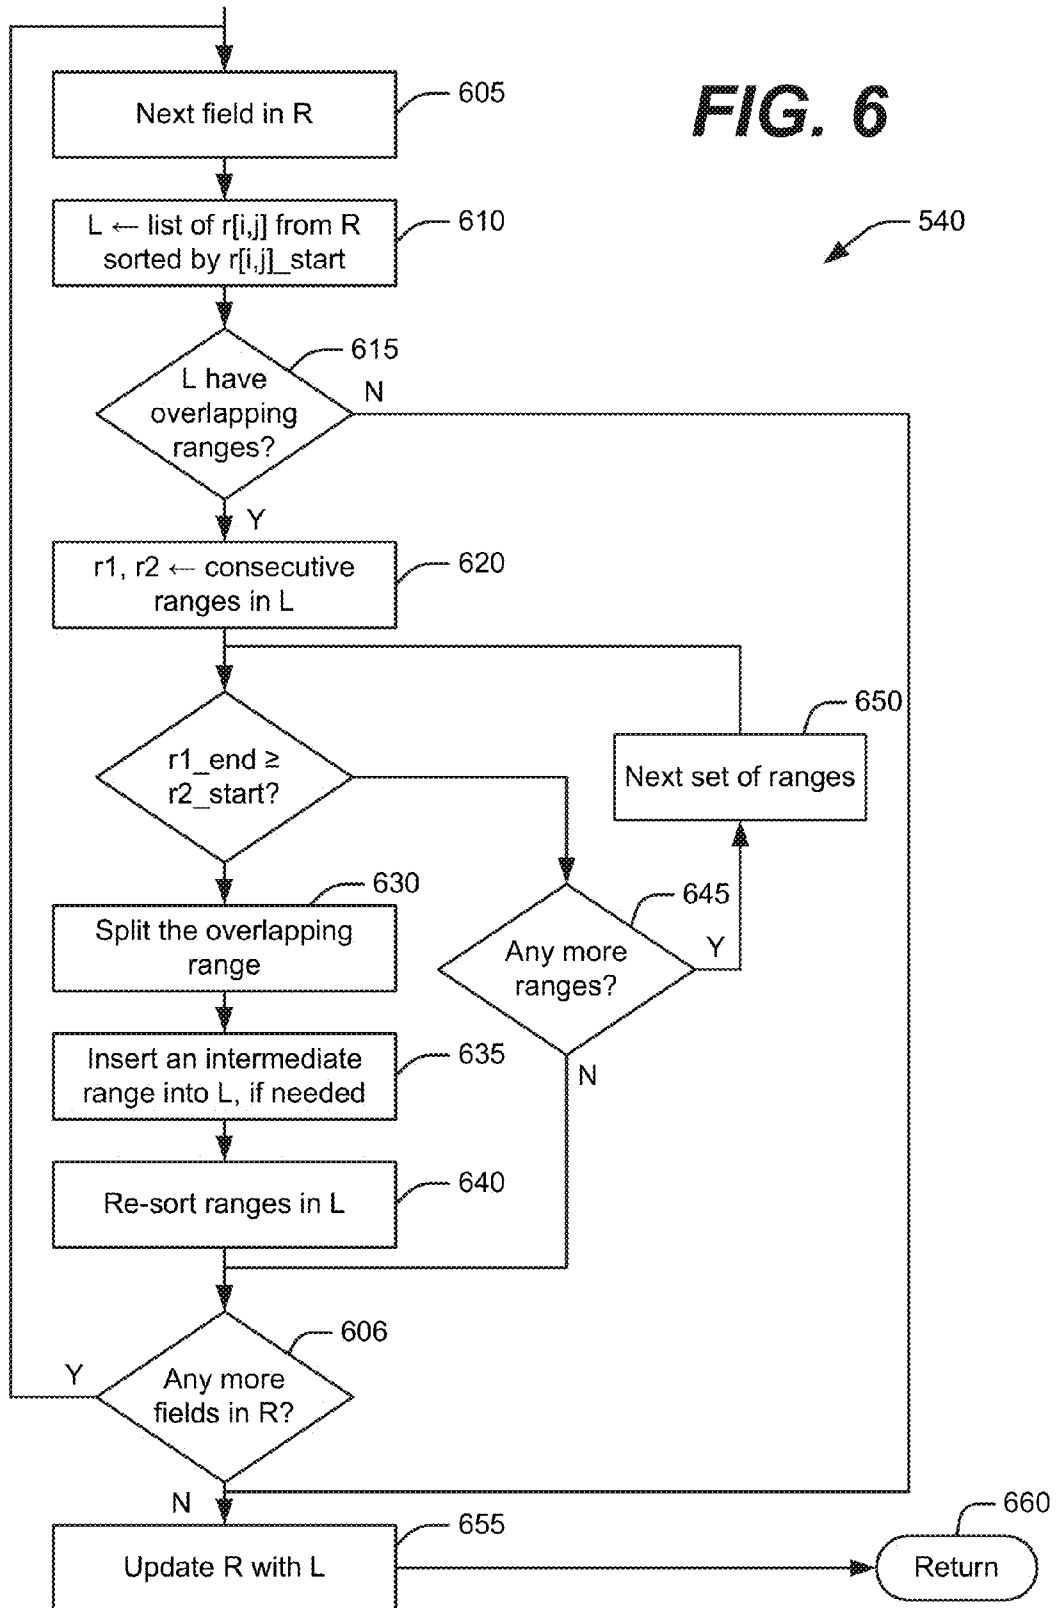 605
Next field in R
FIG. 6
610
L ← list of r[i,j] from R
sorted by r[i,j]_start
540
615
L have
overlapping
ranges?
N
Y
620
r1, r2 ← consecutive
ranges in L
650
r1_end ≥
r2_start?
Next set of ranges
630
645
Split the overlapping
range
Any more
ranges?
Y
635
Insert an intermediate
range into L, if needed
N
640
Re-sort ranges in L
606
Y
Any more
fields in R?
N
655
660
Update R with L
Return